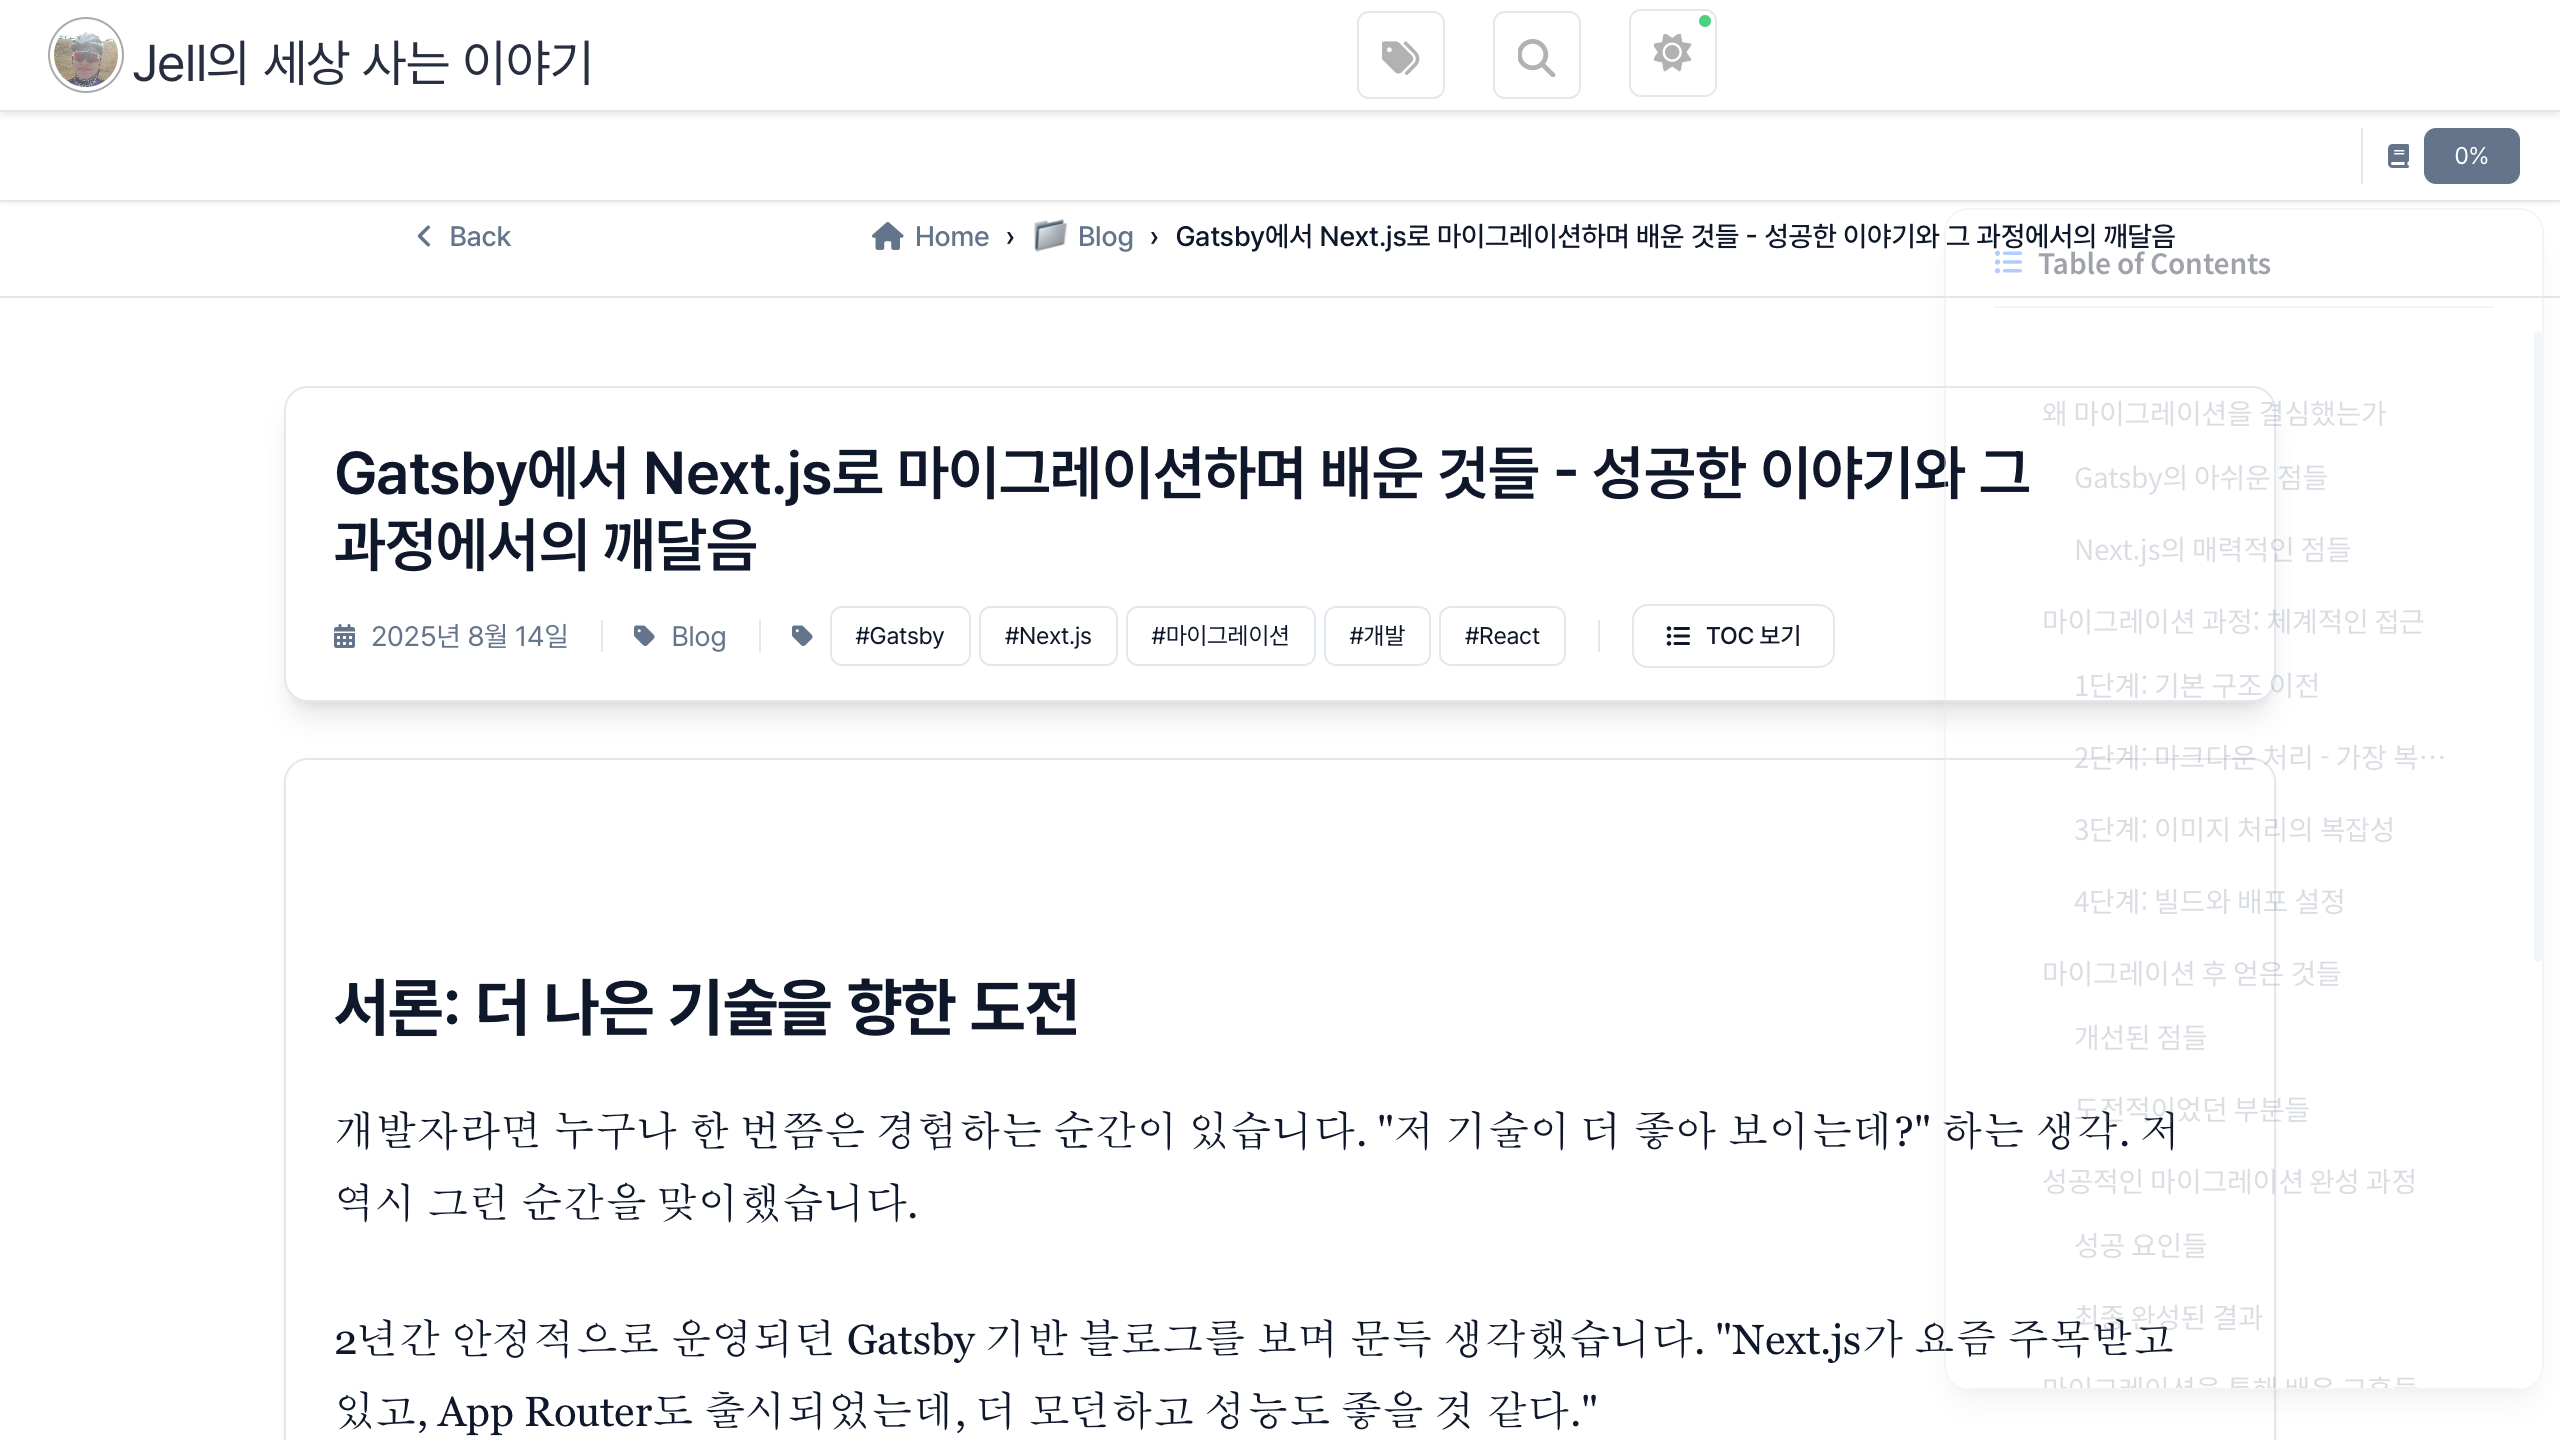 Jell의 세상 사는 이야기
0%
Back
Home › Blog › Gatsby에서 Next.js로 마이그레이션하며 배운 것들 - 성공한 이야기와 그 과정에서의 깨달음
Gatsby에서 Next.js로 마이그레이션하며 배운 것들 - 성공한 이야기와 그
과정에서의 깨달음
2025년 8월 14일
Blog
#Gatsby
#Next.js
#마이그레이션
#개발
#React
TOC 보기
서론: 더 나은 기술을 향한 도전
개발자라면 누구나 한 번쯤은 경험하는 순간이 있습니다. "저 기술이 더 좋아 보이는데?" 하는 생각. 저
역시 그런 순간을 맞이했습니다.
2년간 안정적으로 운영되던 Gatsby 기반 블로그를 보며 문득 생각했습니다. "Next.js가 요즘 주목받고
있고, App Router도 출시되었는데, 더 모던하고 성능도 좋을 것 같다."
Table of Contents
왜 마이그레이션을 결심했는가
Gatsby의 아쉬운 점들
Next.js의 매력적인 점들
마이그레이션 과정: 체계적인 접근
1단계: 기본 구조 이전
2단계: 마크다운 처리 - 가장 복…
3단계: 이미지 처리의 복잡성
4단계: 빌드와 배포 설정
마이그레이션 후 얻은 것들
개선된 점들
도전적이었던 부분들
성공적인 마이그레이션 완성 과정
성공 요인들
최종 완성된 결과
마이그레이션을 통해 배운 교훈들